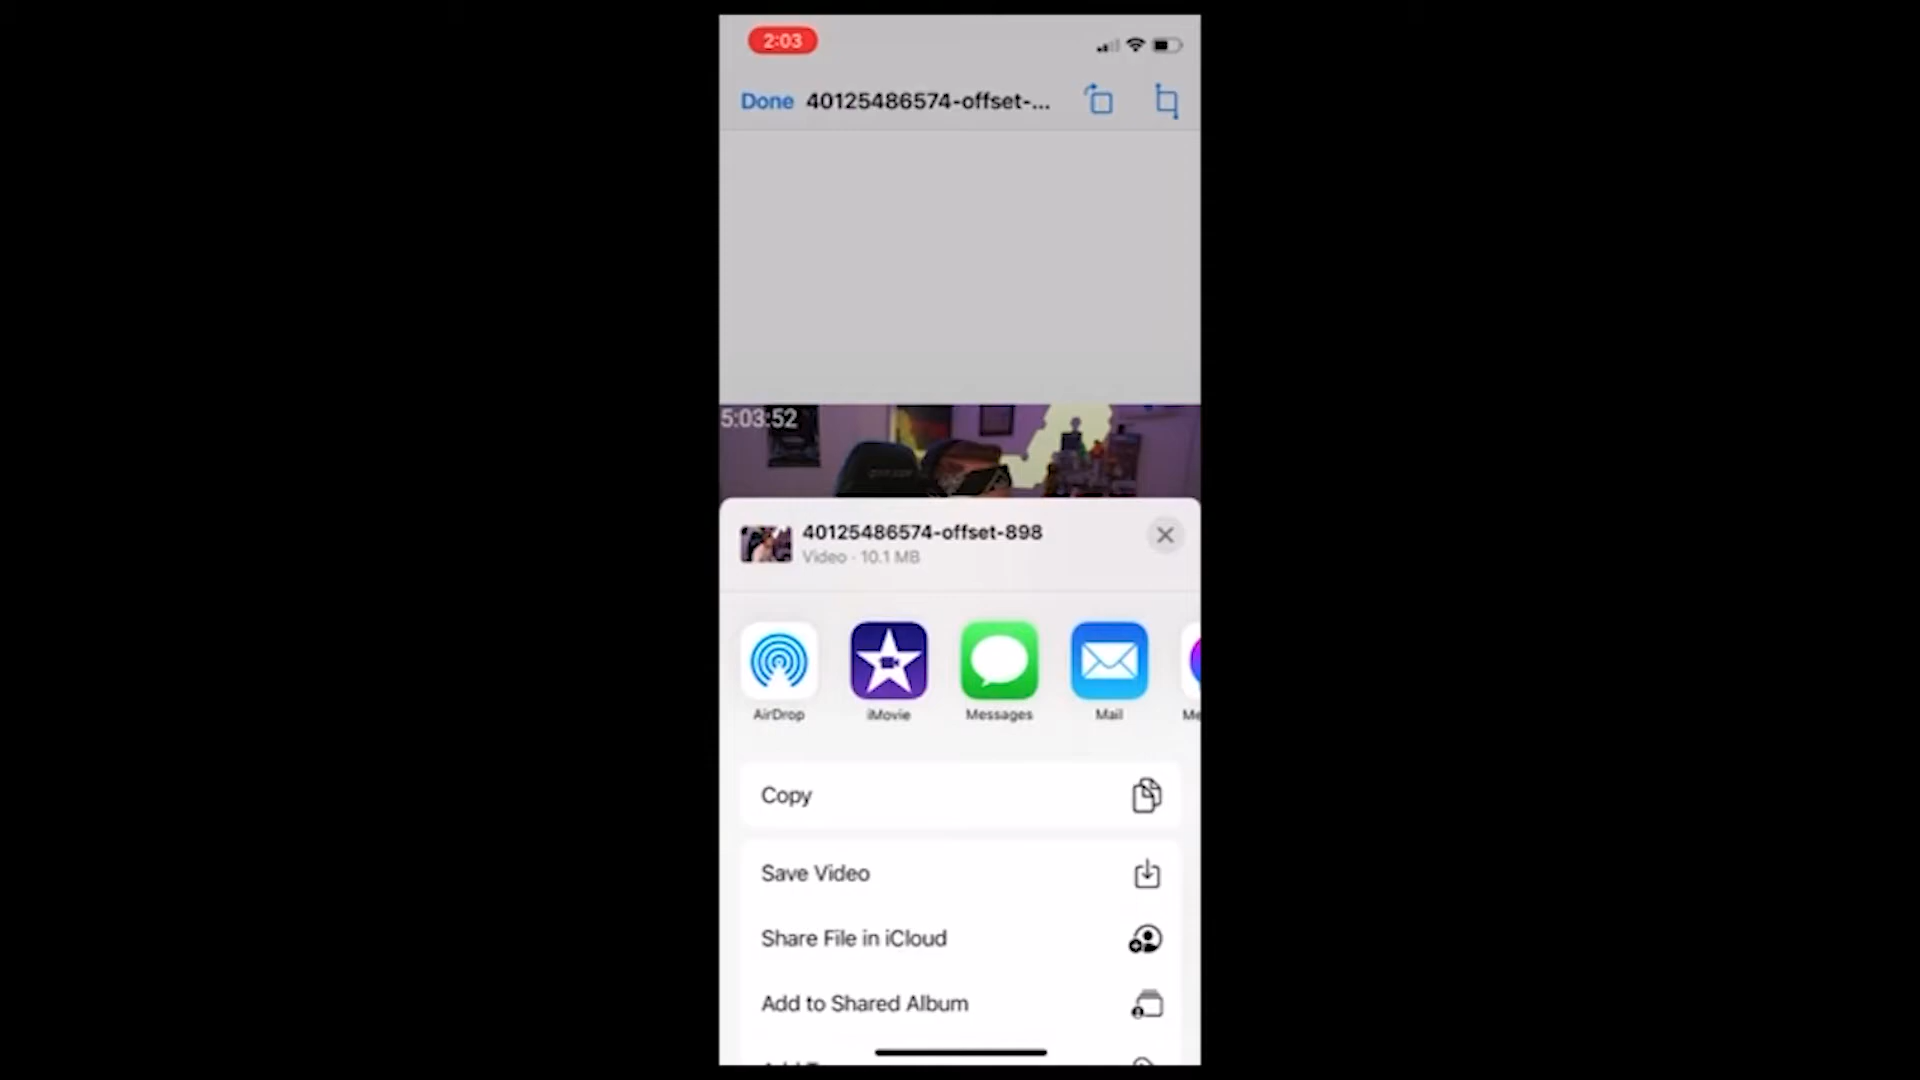 2:03
Done 40125486574-offset-...
5:03:52
40125486574-offset-898
Video · 10.1 MB
AirDrop iMovie Messages Mail Me
Copy
Save Video
Share File in iCloud
Add to Shared Album